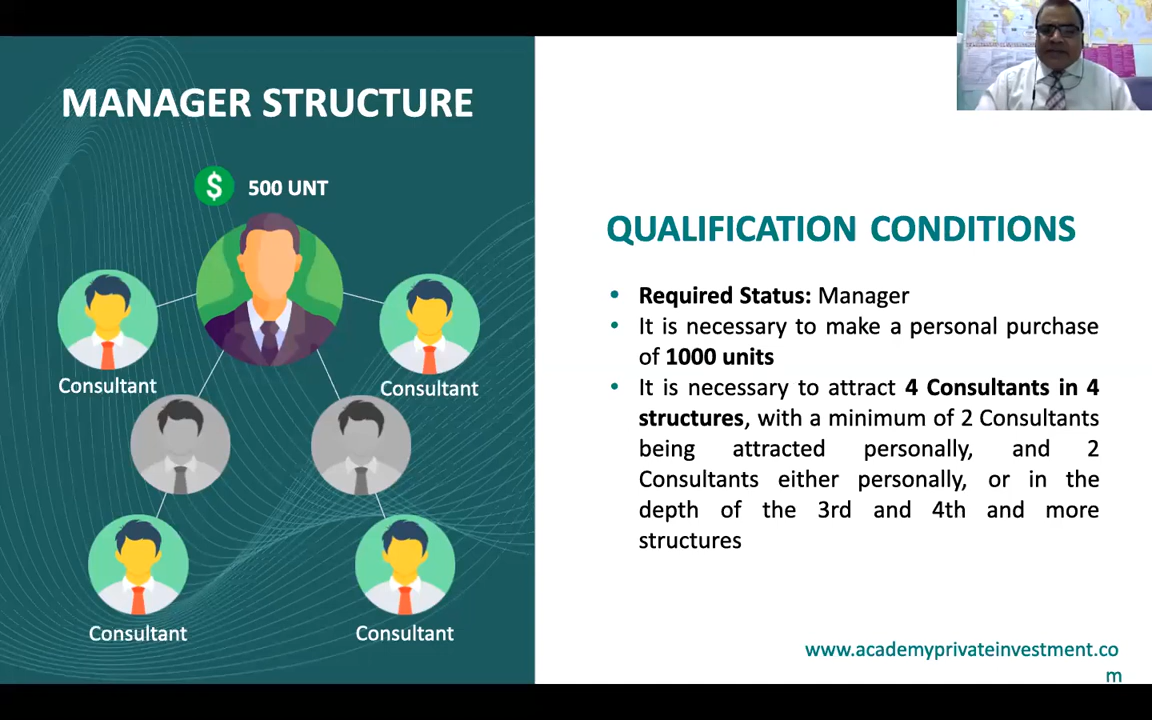 MANAGER STRUCTURE
$ 500 UNT
Consultant
Consultant
Consultant
Consultant
QUALIFICATION CONDITIONS
• Required Status: Manager
• It is necessary to make a personal purchase
of 1000 units
• It is necessary to attract 4 Consultants in 4
structures, with a minimum of 2 Consultants
being attracted personally, and 2
Consultants either personally, or in the
depth of the 3rd and 4th and more
structures
www.academyprivateinvestment.co
m